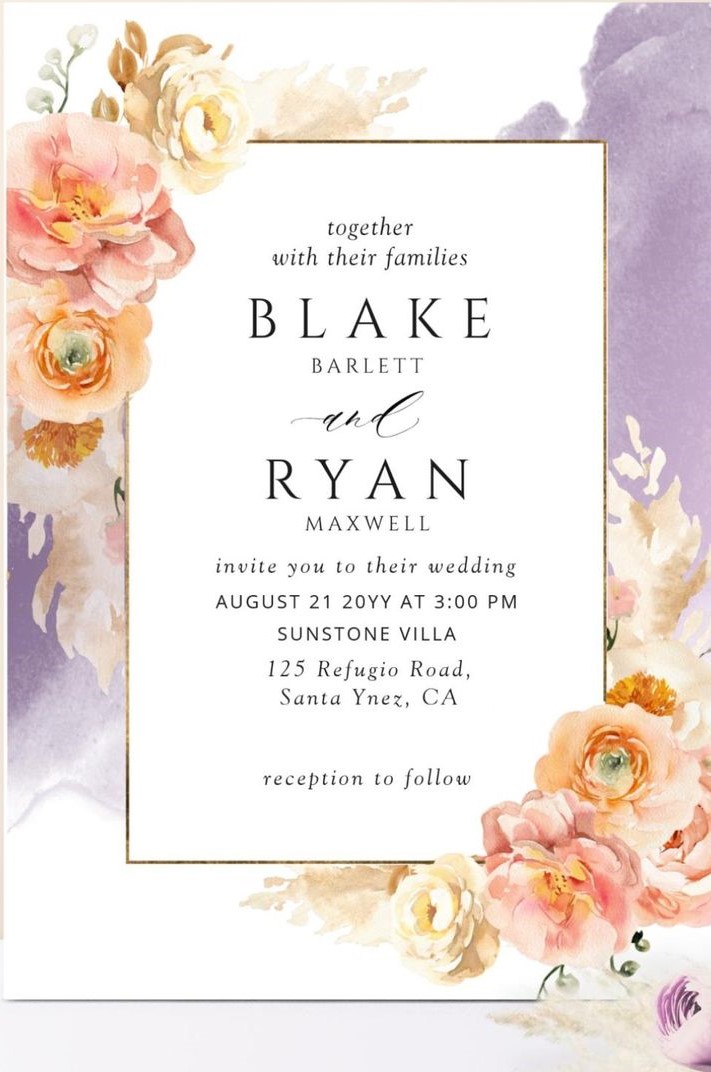 together
with their families
BLAKE
BARLETT
and
RYAN
MAXWELL
invite you to their wedding
AUGUST 21 20YY AT 3:00 PM
SUNSTONE VILLA
125 Refugio Road,
Santa Ynez, CA
reception to follow